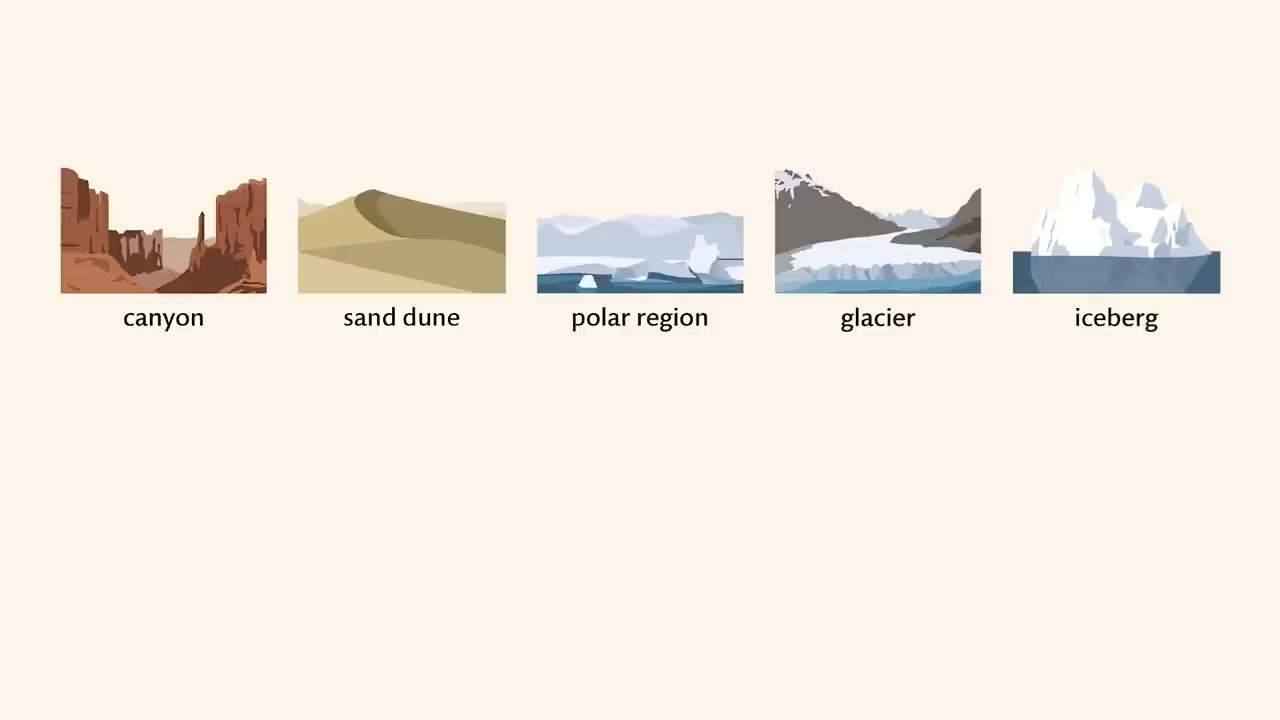 canyon
sand dune
polar region
glacier
iceberg